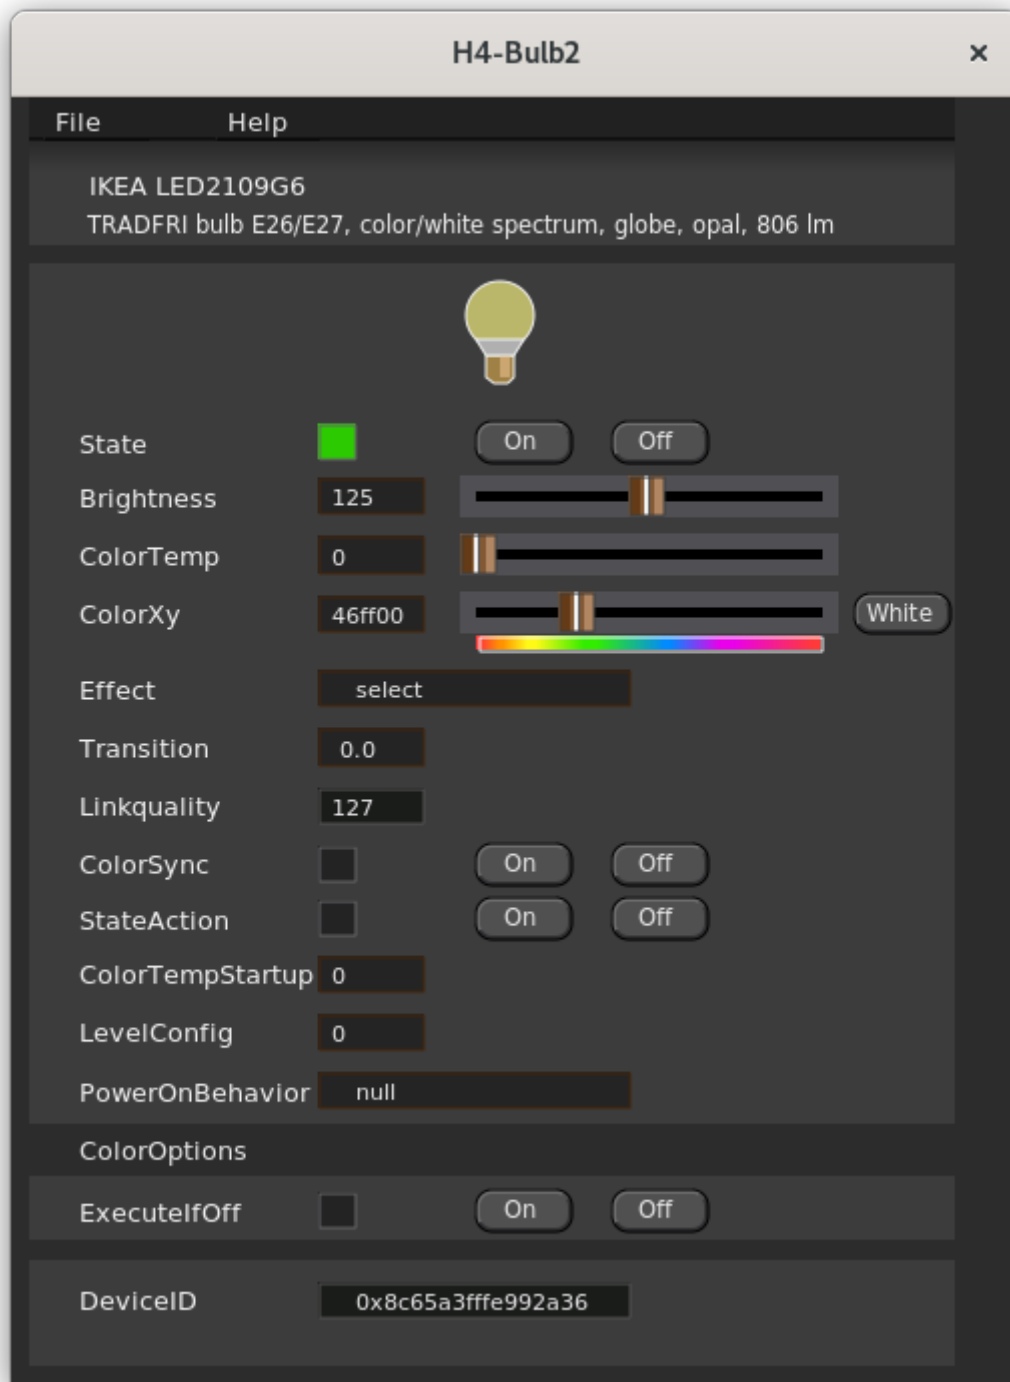 H4-Bulb2 ×
File Help
IKEA LED2109G6
TRADFRI bulb E26/E27, color/white spectrum, globe, opal, 806 lm
State On Off
Brightness 125
ColorTemp 0
ColorXy 46ff00 White
Effect select
Transition 0.0
Linkquality 127
ColorSync On Off
StateAction On Off
ColorTempStartup 0
LevelConfig 0
PowerOnBehavior null
ColorOptions
ExecuteIfOff On Off
DeviceID 0x8c65a3fffe992a36